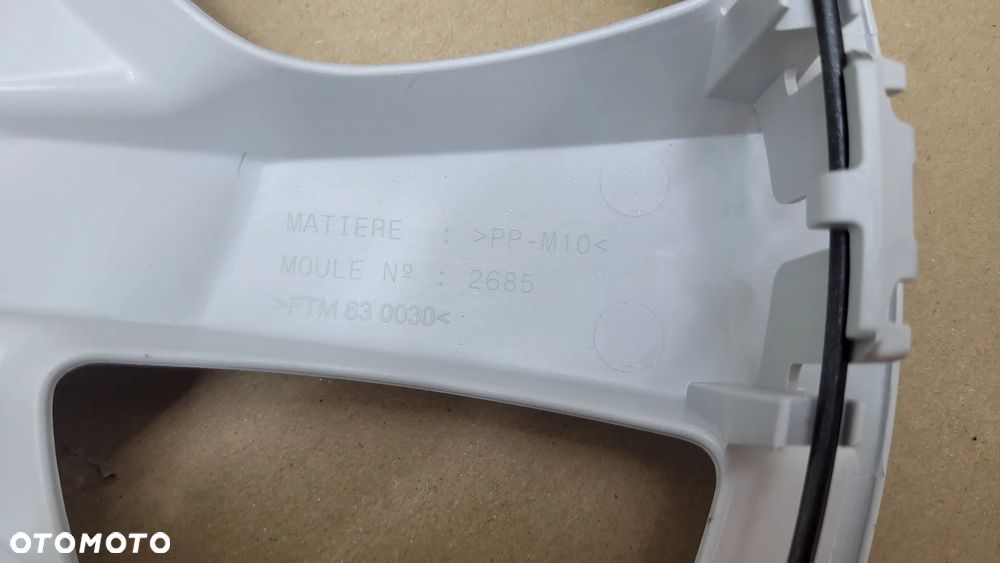 MATIERE : >PP-M10<
MOULE Nº : 2685
>FTM 63 0030<
OTOMOTO